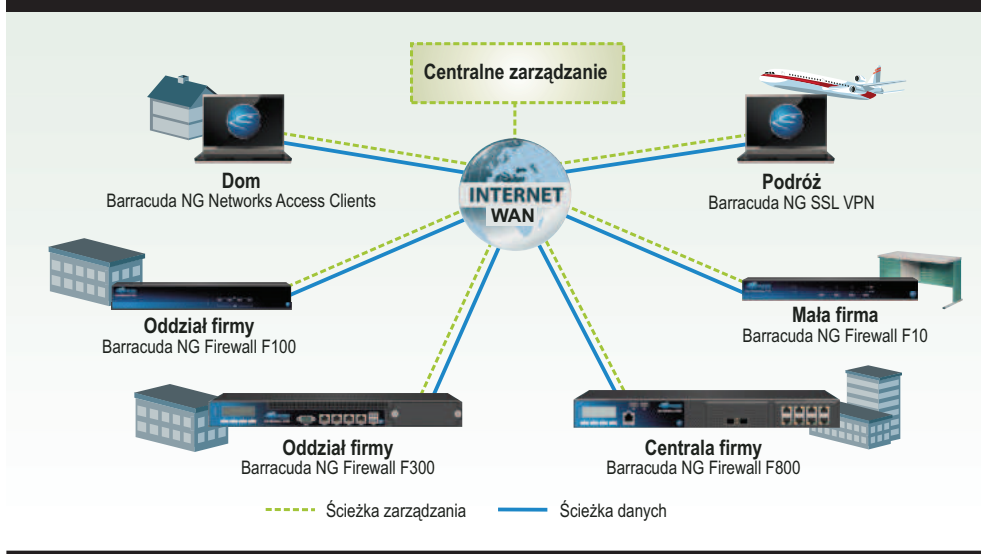 Centralne zarządzanie
Dom
Barracuda NG Networks Access Clients
Podróż
Barracuda NG SSL VPN
INTERNET
WAN
Oddział firmy
Barracuda NG Firewall F100
Mała firma
Barracuda NG Firewall F10
Oddział firmy
Barracuda NG Firewall F300
Centrala firmy
Barracuda NG Firewall F800
Ścieżka zarządzania
Ścieżka danych